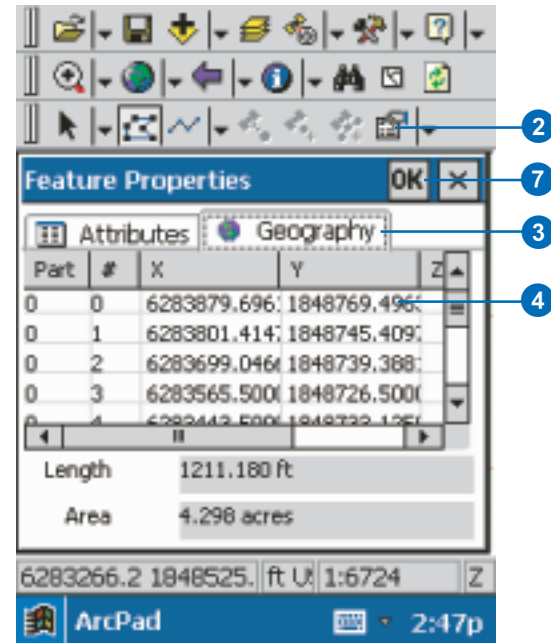 2
Feature Properties OK 7
Attributes Geography 3
Part # X Y Z
0 0 6283879.696 1848769.496 4
0 1 6283801.414 1848745.409
0 2 6283699.046 1848739.388
0 3 6283565.500 1848726.500
Length 1211.180 ft
Area 4.298 acres
6283266.2 1848525. ft U 1:6724 Z
ArcPad 2:47p